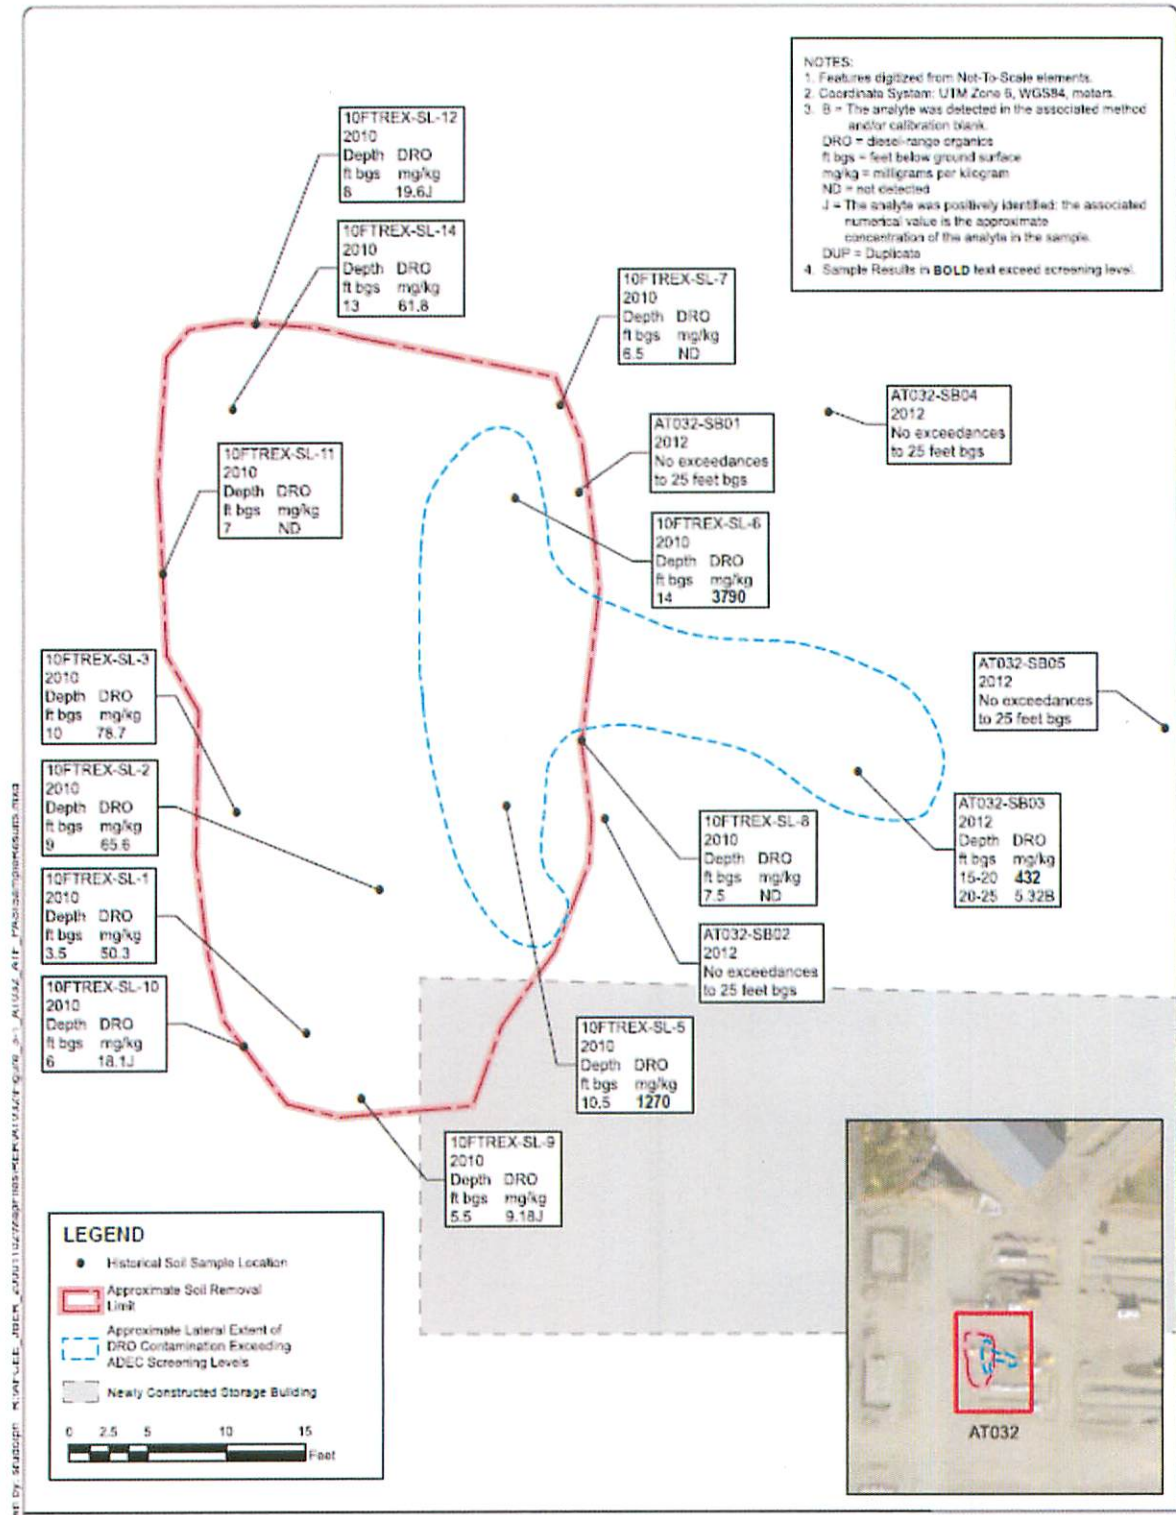 NOTES:
1. Features digitized from Not-To-Scale elements.
2. Coordinate System: UTM Zone 6, WGS84, meters.
3. B = The analyte was detected in the associated method
and/or calibration blank.
DRO = diesel-range organics
ft bgs = feet below ground surface
mg/kg = milligrams per kilogram
ND = not detected
J = The analyte was positively identified: the associated
numerical value is the approximate
concentration of the analyte in the sample.
DUP = Duplicate
4. Sample Results in BOLD text exceed screening level.
10FTREX-SL-12
2010
Depth DRO
ft bgs mg/kg
8 19.6J
10FTREX-SL-14
2010
Depth DRO
ft bgs mg/kg
13 61.8
10FTREX-SL-7
2010
Depth DRO
ft bgs mg/kg
6.5 ND
AT032-SB04
2012
No exceedances
to 25 feet bgs
AT032-SB01
2012
No exceedances
to 25 feet bgs
10FTREX-SL-11
2010
Depth DRO
ft bgs mg/kg
7 ND
10FTREX-SL-6
2010
Depth DRO
ft bgs mg/kg
14 3790
10FTREX-SL-3
2010
Depth DRO
ft bgs mg/kg
10 78.7
AT032-SB05
2012
No exceedances
to 25 feet bgs
10FTREX-SL-2
2010
Depth DRO
ft bgs mg/kg
9 65.6
AT032-SB03
2012
Depth DRO
ft bgs mg/kg
15-20 432
20-25 5.32B
10FTREX-SL-8
2010
Depth DRO
ft bgs mg/kg
7.5 ND
10FTREX-SL-1
2010
Depth DRO
ft bgs mg/kg
3.5 50.3
AT032-SB02
2012
No exceedances
to 25 feet bgs
10FTREX-SL-10
2010
Depth DRO
ft bgs mg/kg
6 18.1J
10FTREX-SL-5
2010
Depth DRO
ft bgs mg/kg
10.5 1270
10FTREX-SL-9
2010
Depth DRO
ft bgs mg/kg
5.5 9.18J
LEGEND
Historical Soil Sample Location
Approximate Soil Removal
Limit
Approximate Lateral Extent of
DRO Contamination Exceeding
ADEC Screening Levels
Newly Constructed Storage Building
0 2.5 5 10 15
Feet
AT032